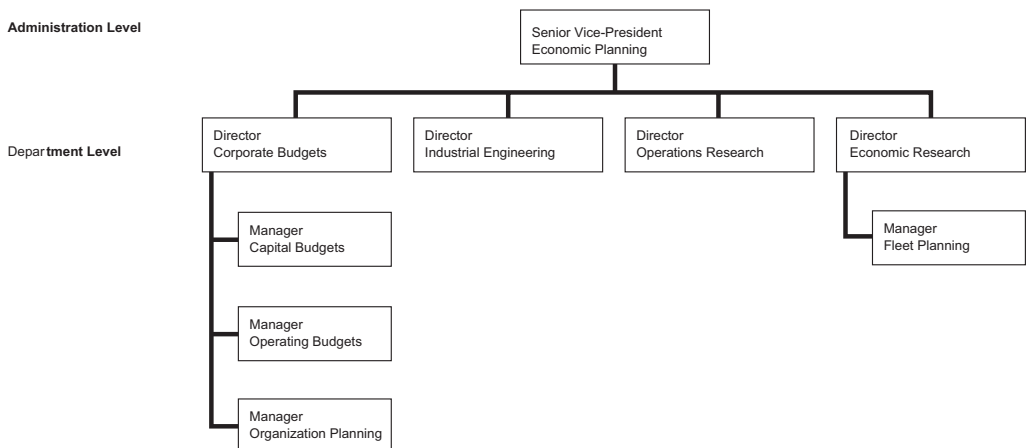 Administration Level
Senior Vice-President
Economic Planning
Department Level
Director
Corporate Budgets
Director
Industrial Engineering
Director
Operations Research
Director
Economic Research
Manager
Capital Budgets
Manager
Fleet Planning
Manager
Operating Budgets
Manager
Organization Planning